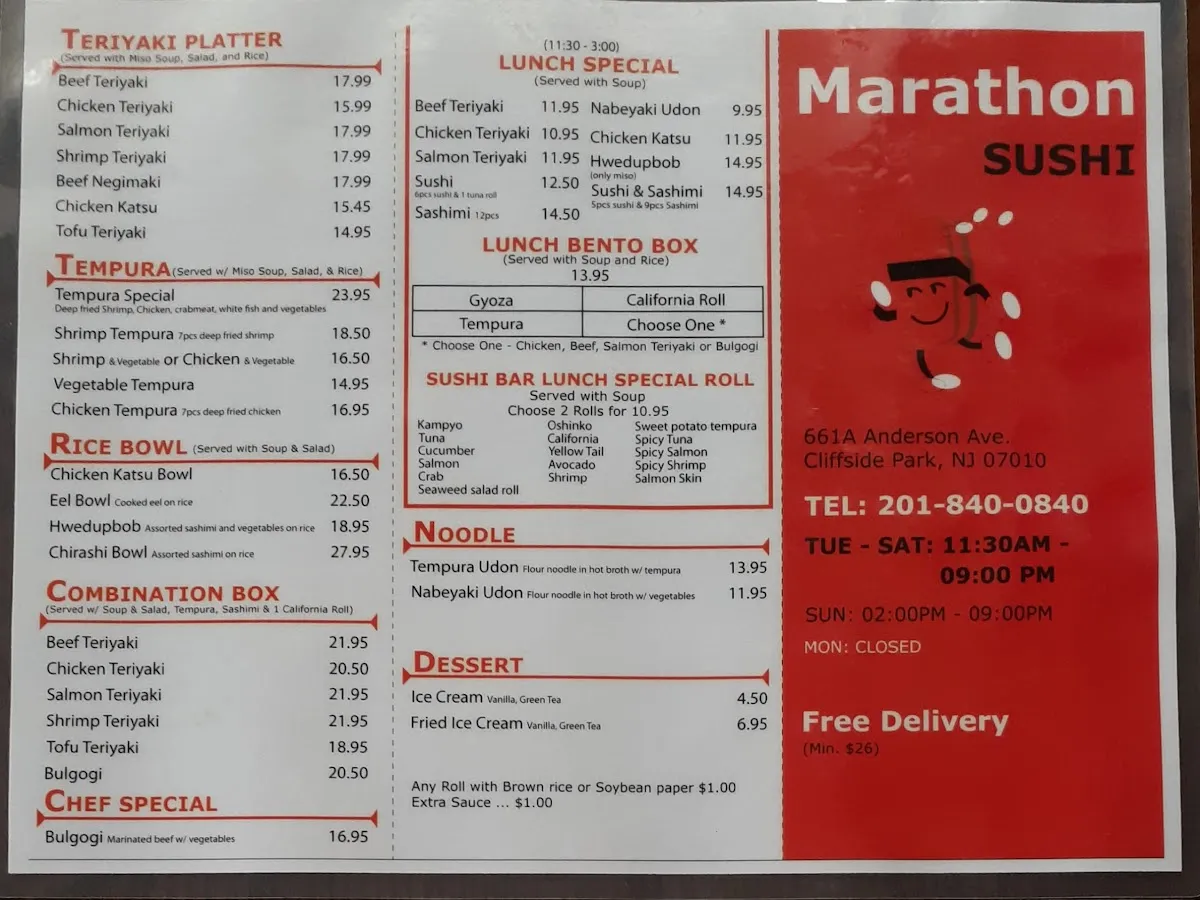 TERIYAKI PLATTER
(Served with Miso Soup, Salad, and Rice)
Beef Teriyaki 17.99
Chicken Teriyaki 15.99
Salmon Teriyaki 17.99
Shrimp Teriyaki 17.99
Beef Negimaki 17.99
Chicken Katsu 15.45
Tofu Teriyaki 14.95
TEMPURA (Served w/ Miso Soup, Salad, & Rice)
Tempura Special 23.95
Deep fried Shrimp, Chicken, crabmeat, white fish and vegetables
Shrimp Tempura 7pcs deep fried shrimp 18.50
Shrimp & Vegetable or Chicken & Vegetable 16.50
Vegetable Tempura 14.95
Chicken Tempura 7pcs deep fried chicken 16.95
RICE BOWL (Served with Soup & Salad)
Chicken Katsu Bowl 16.50
Eel Bowl Cooked eel on rice 22.50
Hwedupbob Assorted sashimi and vegetables on rice 18.95
Chirashi Bowl Assorted sashimi on rice 27.95
COMBINATION BOX
(Served w/ Soup & Salad, Tempura, Sashimi & 1 California Roll)
Beef Teriyaki 21.95
Chicken Teriyaki 20.50
Salmon Teriyaki 21.95
Shrimp Teriyaki 21.95
Tofu Teriyaki 18.95
Bulgogi 20.50
CHEF SPECIAL
Bulgogi Marinated beef w/ vegetables 16.95
(11:30 - 3:00)
LUNCH SPECIAL
(Served with Soup)
Beef Teriyaki 11.95
Chicken Teriyaki 10.95
Salmon Teriyaki 11.95
Sushi 12.50
6pcs sushi & 1 tuna roll
Sashimi 12pcs 14.50
Nabeyaki Udon 9.95
Chicken Katsu 11.95
Hwedupbob 14.95
(only miso)
Sushi & Sashimi 14.95
5pcs sushi & 9pcs Sashimi
LUNCH BENTO BOX
(Served with Soup and Rice)
13.95
Gyoza California Roll
Tempura Choose One *
* Choose One - Chicken, Beef, Salmon Teriyaki or Bulgogi
SUSHI BAR LUNCH SPECIAL ROLL
Served with Soup
Choose 2 Rolls for 10.95
Kampyo Oshinko Sweet potato tempura
Tuna California Spicy Tuna
Cucumber Yellow Tail Spicy Salmon
Salmon Avocado Spicy Shrimp
Crab Shrimp Salmon Skin
Seaweed salad roll
NOODLE
Tempura Udon Flour noodle in hot broth w/ tempura 13.95
Nabeyaki Udon Flour noodle in hot broth w/ vegetables 11.95
DESSERT
Ice Cream Vanilla, Green Tea 4.50
Fried Ice Cream Vanilla, Green Tea 6.95
Any Roll with Brown rice or Soybean paper $1.00
Extra Sauce ... $1.00
Marathon
SUSHI
661A Anderson Ave.
Cliffside Park, NJ 07010
TEL: 201-840-0840
TUE - SAT: 11:30AM -
09:00 PM
SUN: 02:00PM - 09:00PM
MON: CLOSED
Free Delivery
(Min. $26)